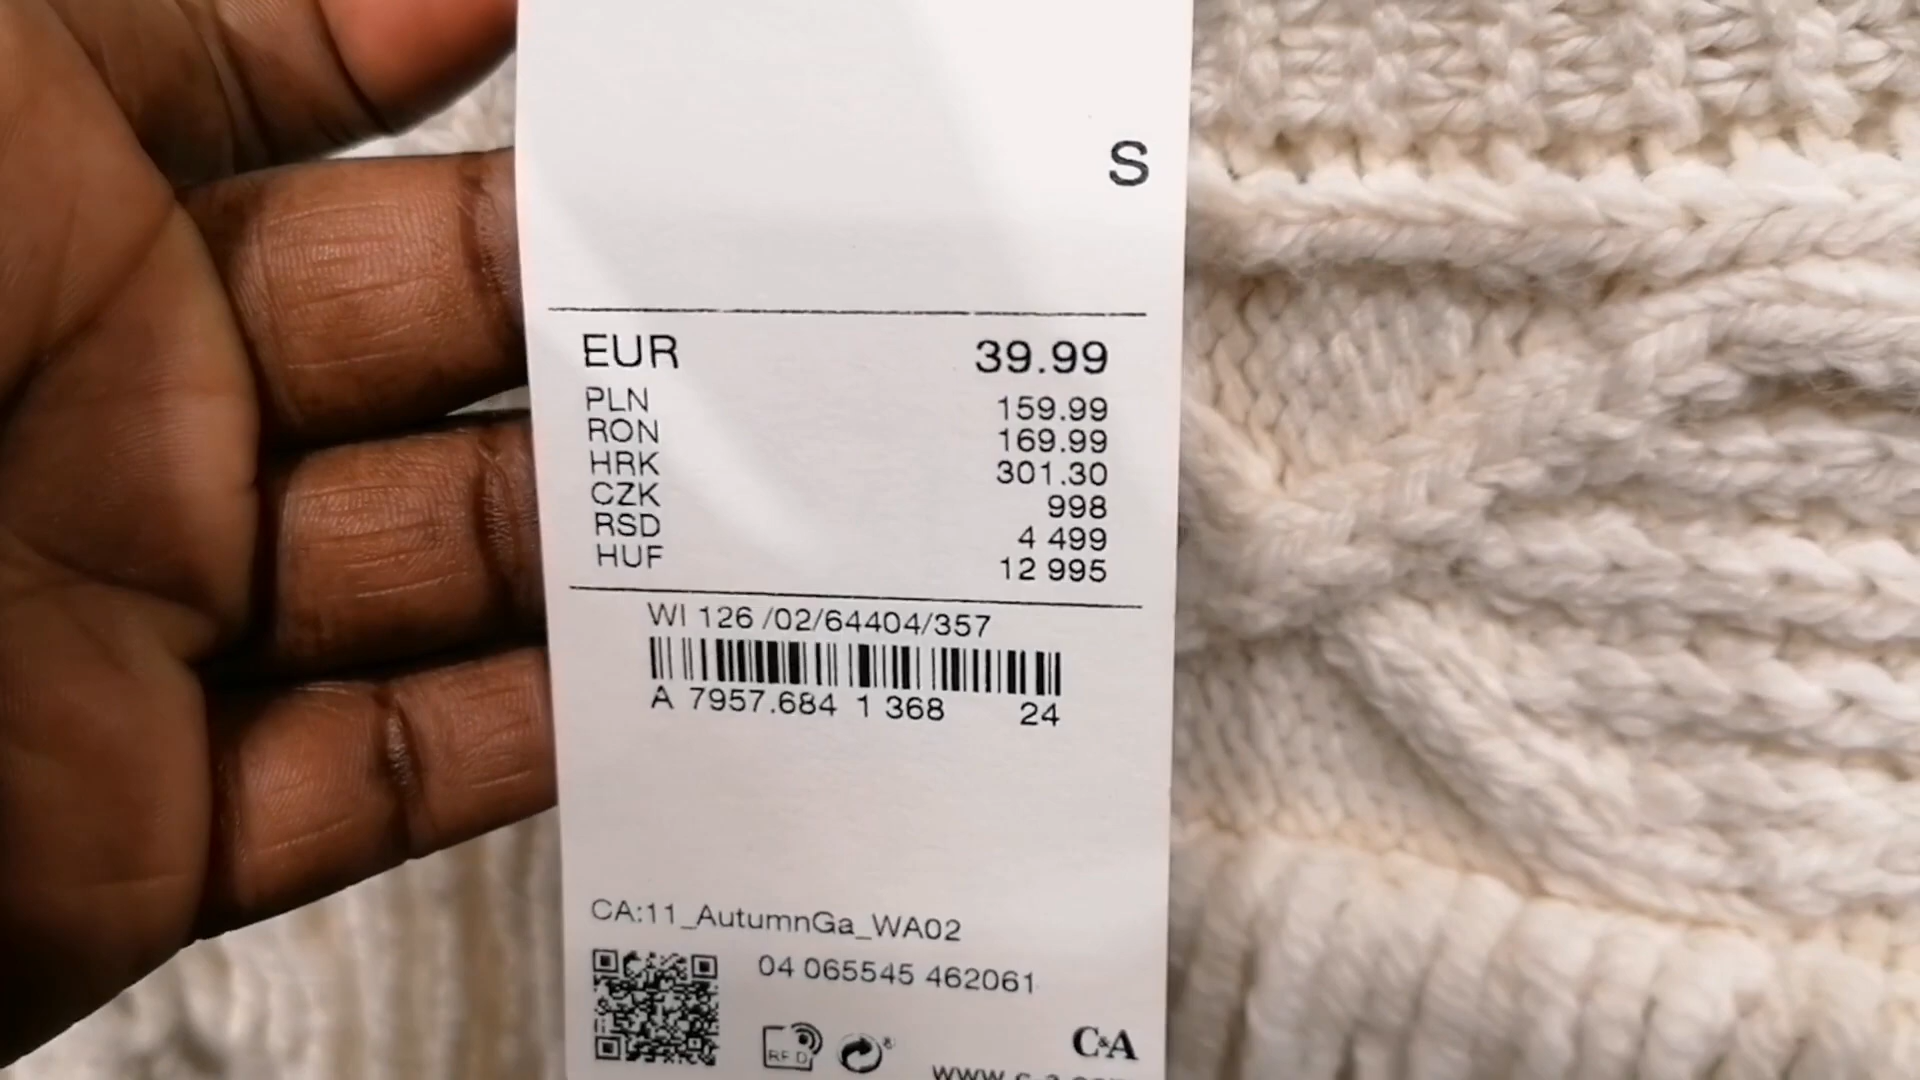 S
EUR 39.99
PLN 159.99
RON 169.99
HRK 301.30
CZK 998
RSD 4 499
HUF 12 995
WI 126 /02/64404/357
A 7957.684 1 368 24
CA:11_AutumnGa_WA02
04 065545 462061
RFID
C&A